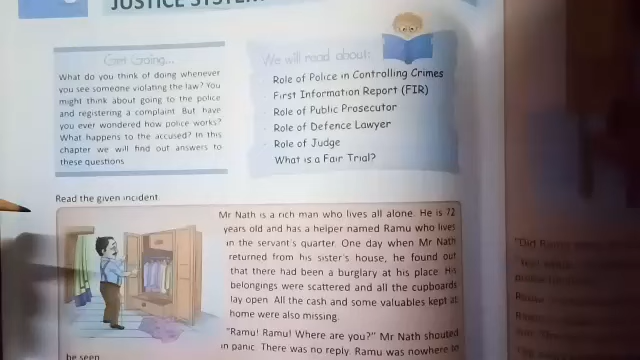 JUSTICE SYSTEM
Get Going...
What do you think of doing whenever
you see someone violating the law? You
might think about going to the police
and registering a complaint. But have
you ever wondered how police works?
What happens to the accused? In this
chapter we will find out answers to
these questions
We will read about:
Role of Police in Controlling Crimes
First Information Report (FIR)
Role of Public Prosecutor
Role of Defence Lawyer
Role of Judge
What is a Fair Trial?
Read the given incident.
Mr Nath is a rich man who lives all alone. He is 72
years old and has a helper named Ramu who lives
in the servant's quarter. One day when Mr Nath
returned from his sister's house, he found out
that there had been a burglary at his place. His
belongings were scattered and all the cupboards
lay open. All the cash and some valuables kept at
home were also missing.
"Ramu! Ramu! Where are you?" Mr Nath shouted
in panic. There was no reply. Ramu was nowhere to
be seen.
"Did